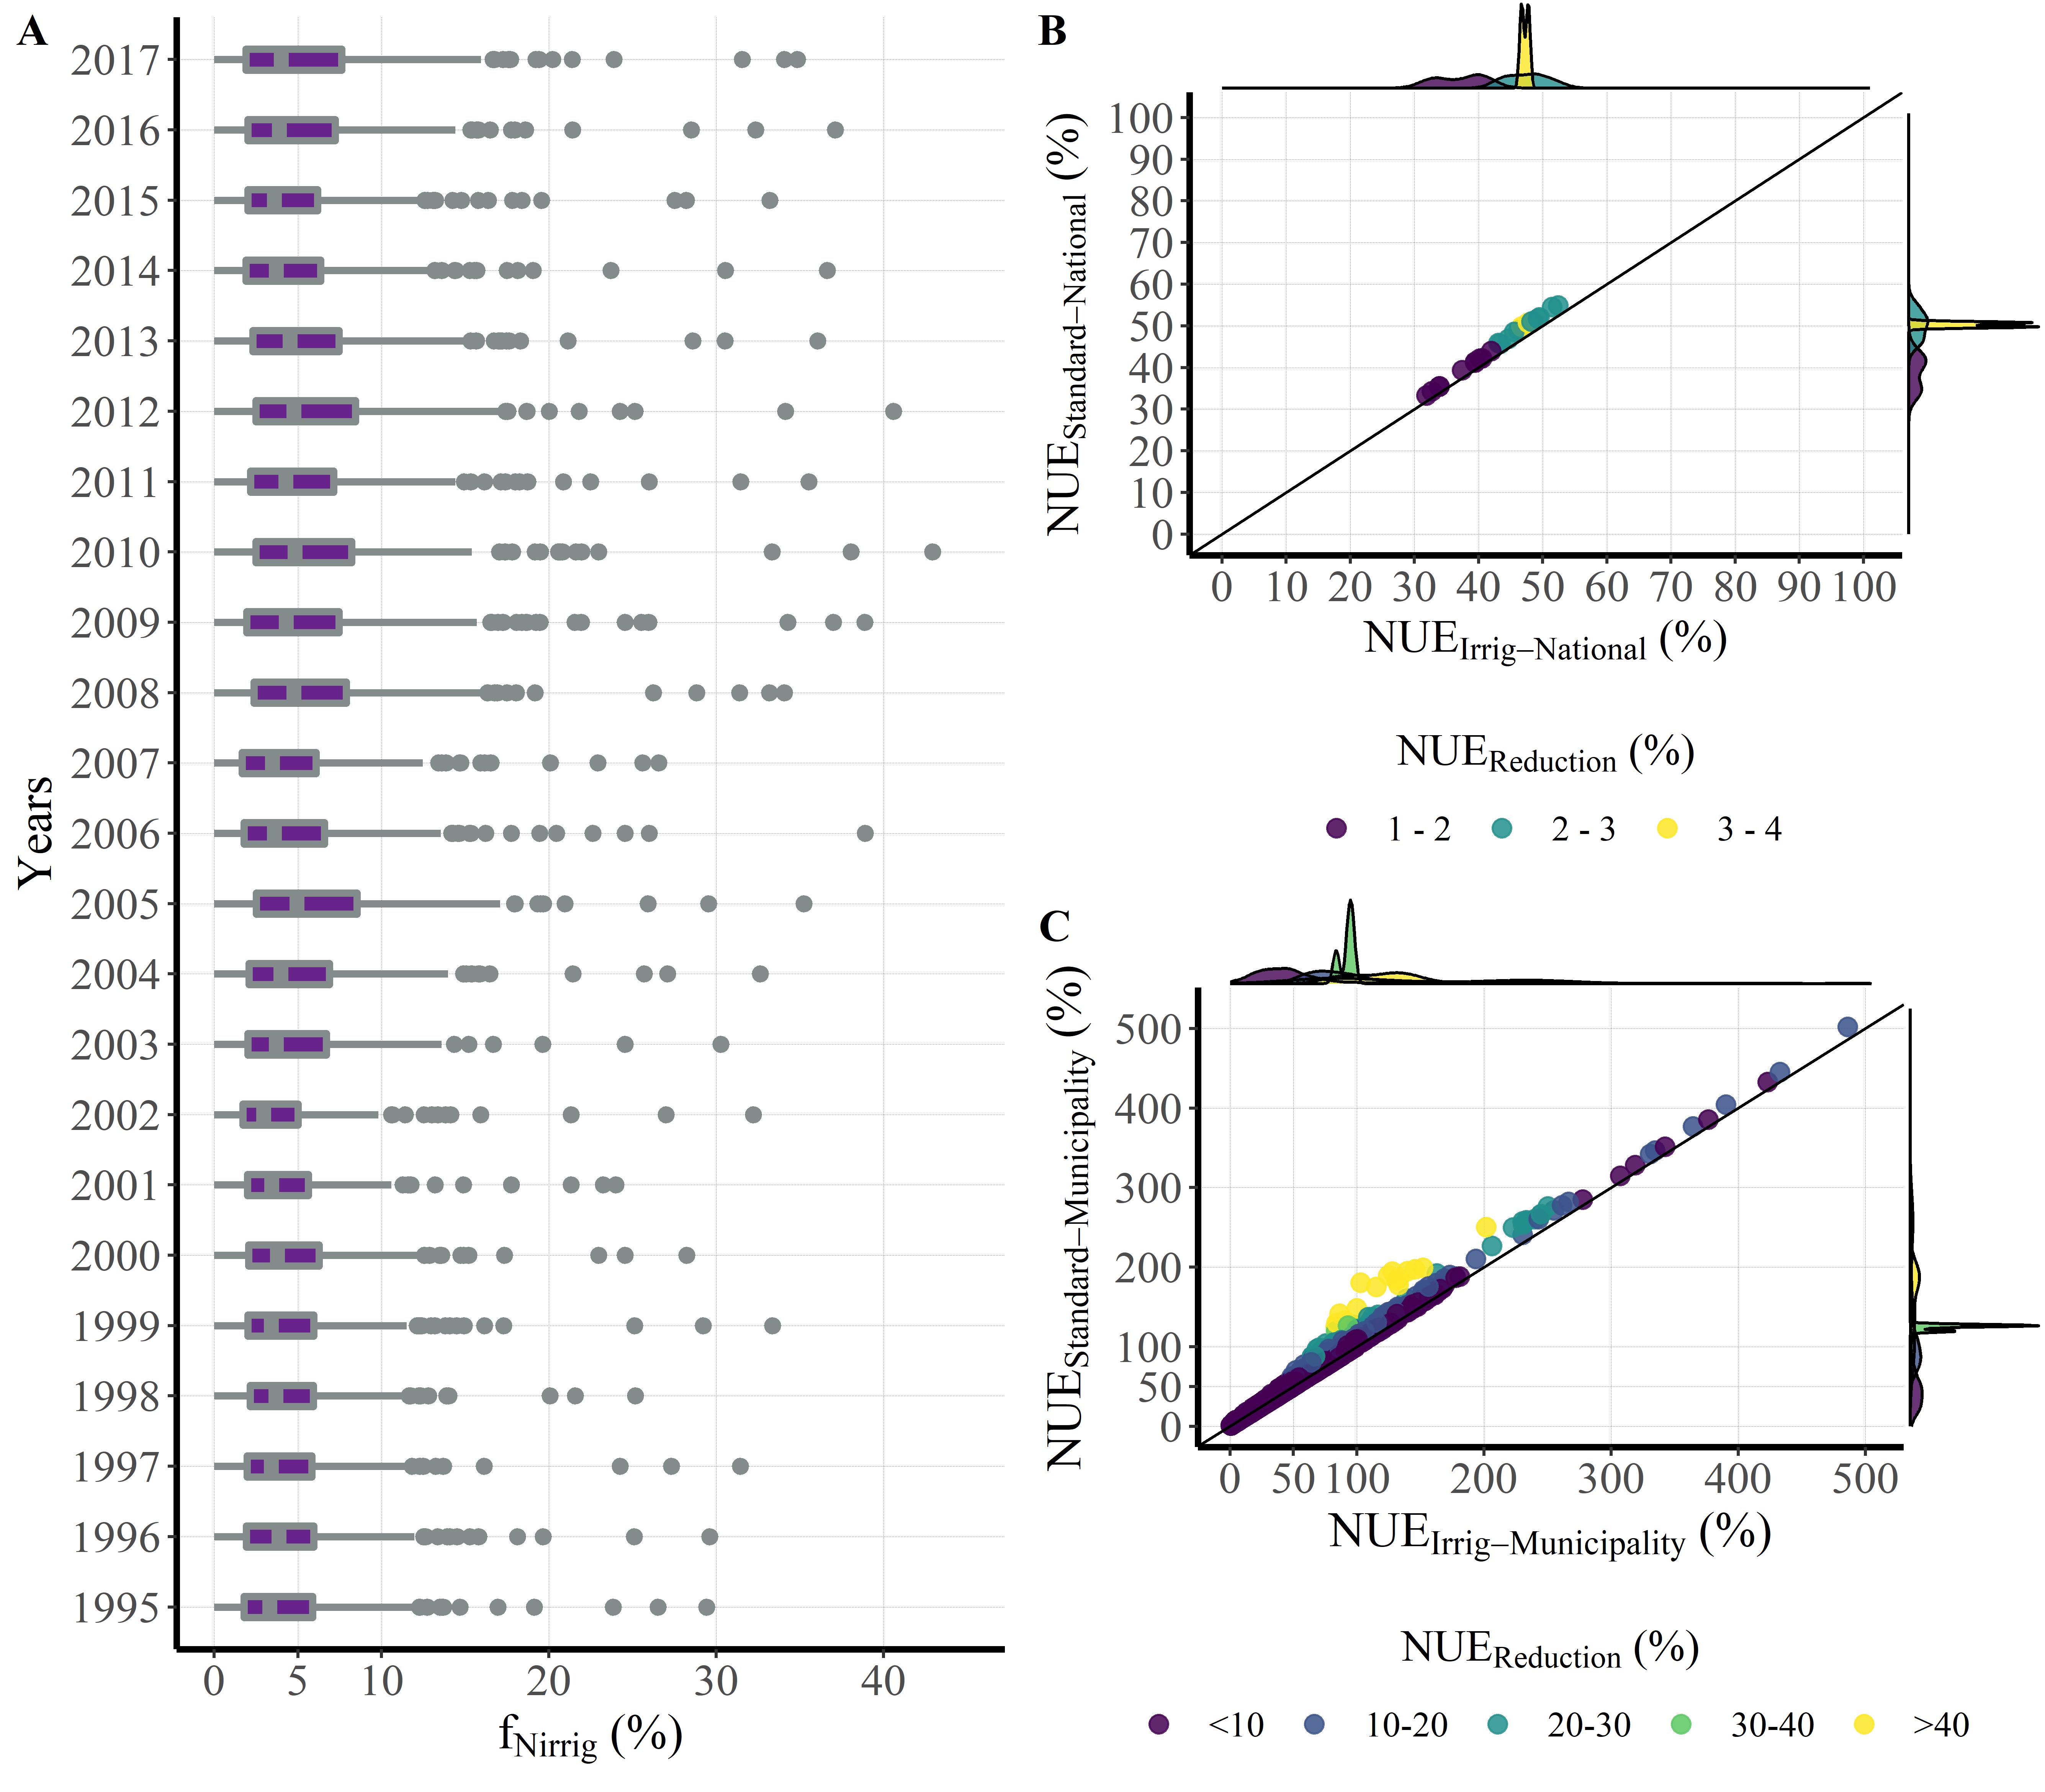 A
2017
2016
2015
2014
2013
2012
2011
2010
2009
2008
2007
2006
2005
2004
2003
2002
2001
2000
1999
1998
1997
1996
1995
Years
0 5 10 20 30 40
fNirrig (%)
B
NUEStandard–National (%)
100
90
80
70
60
50
40
30
20
10
0
0 10 20 30 40 50 60 70 80 90 100
NUEIrrig–National (%)
NUEReduction (%)
1 - 2 2 - 3 3 - 4
C
NUEStandard–Municipality (%)
500
400
300
200
100
50
0
0 50 100 200 300 400 500
NUEIrrig–Municipality (%)
NUEReduction (%)
<10 10-20 20-30 30-40 >40